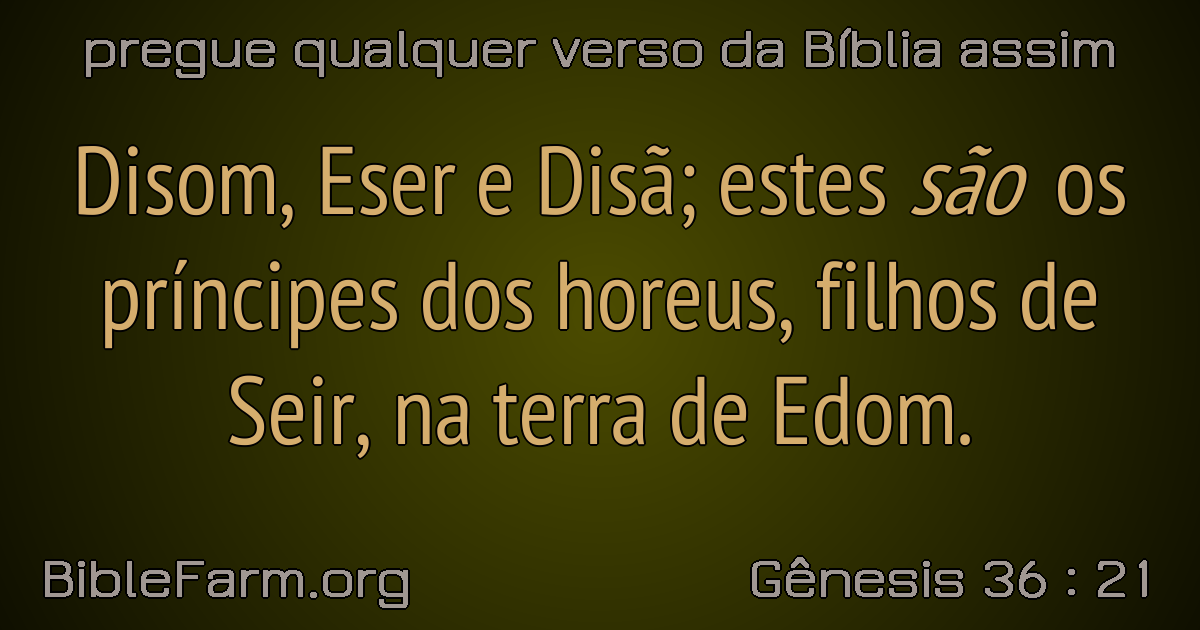 pregue qualquer verso da Bíblia assim
Disom, Eser e Disã; estes são os
príncipes dos horeus, filhos de
Seir, na terra de Edom.
BibleFarm.org
Gênesis 36 : 21